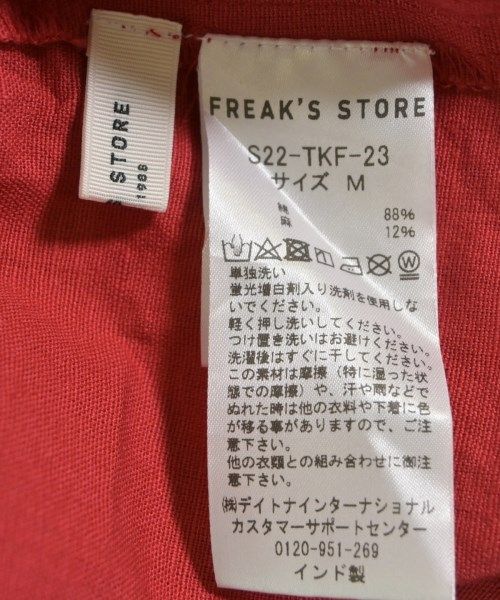 S STORE
1988
FREAK'S STORE
S22-TKF-23
サイズ M
綿 88%
麻 12%
単独洗い
蛍光増白剤入り洗剤を使用しな
いでください。
軽く押し洗いしてください。
つけ置き洗いはお避けください。
洗濯後はすぐに干してください。
この素材は摩擦(特に湿った状
態での摩擦)や、汗や雨などで
ぬれた時は他の衣料や下着に色
が移る事がありますので、ご注
意下さい。
他の衣類との組み合わせに御注
意下さい。
㈱デイトナインターナショナル
カスタマーサポートセンター
0120-951-269
インド製